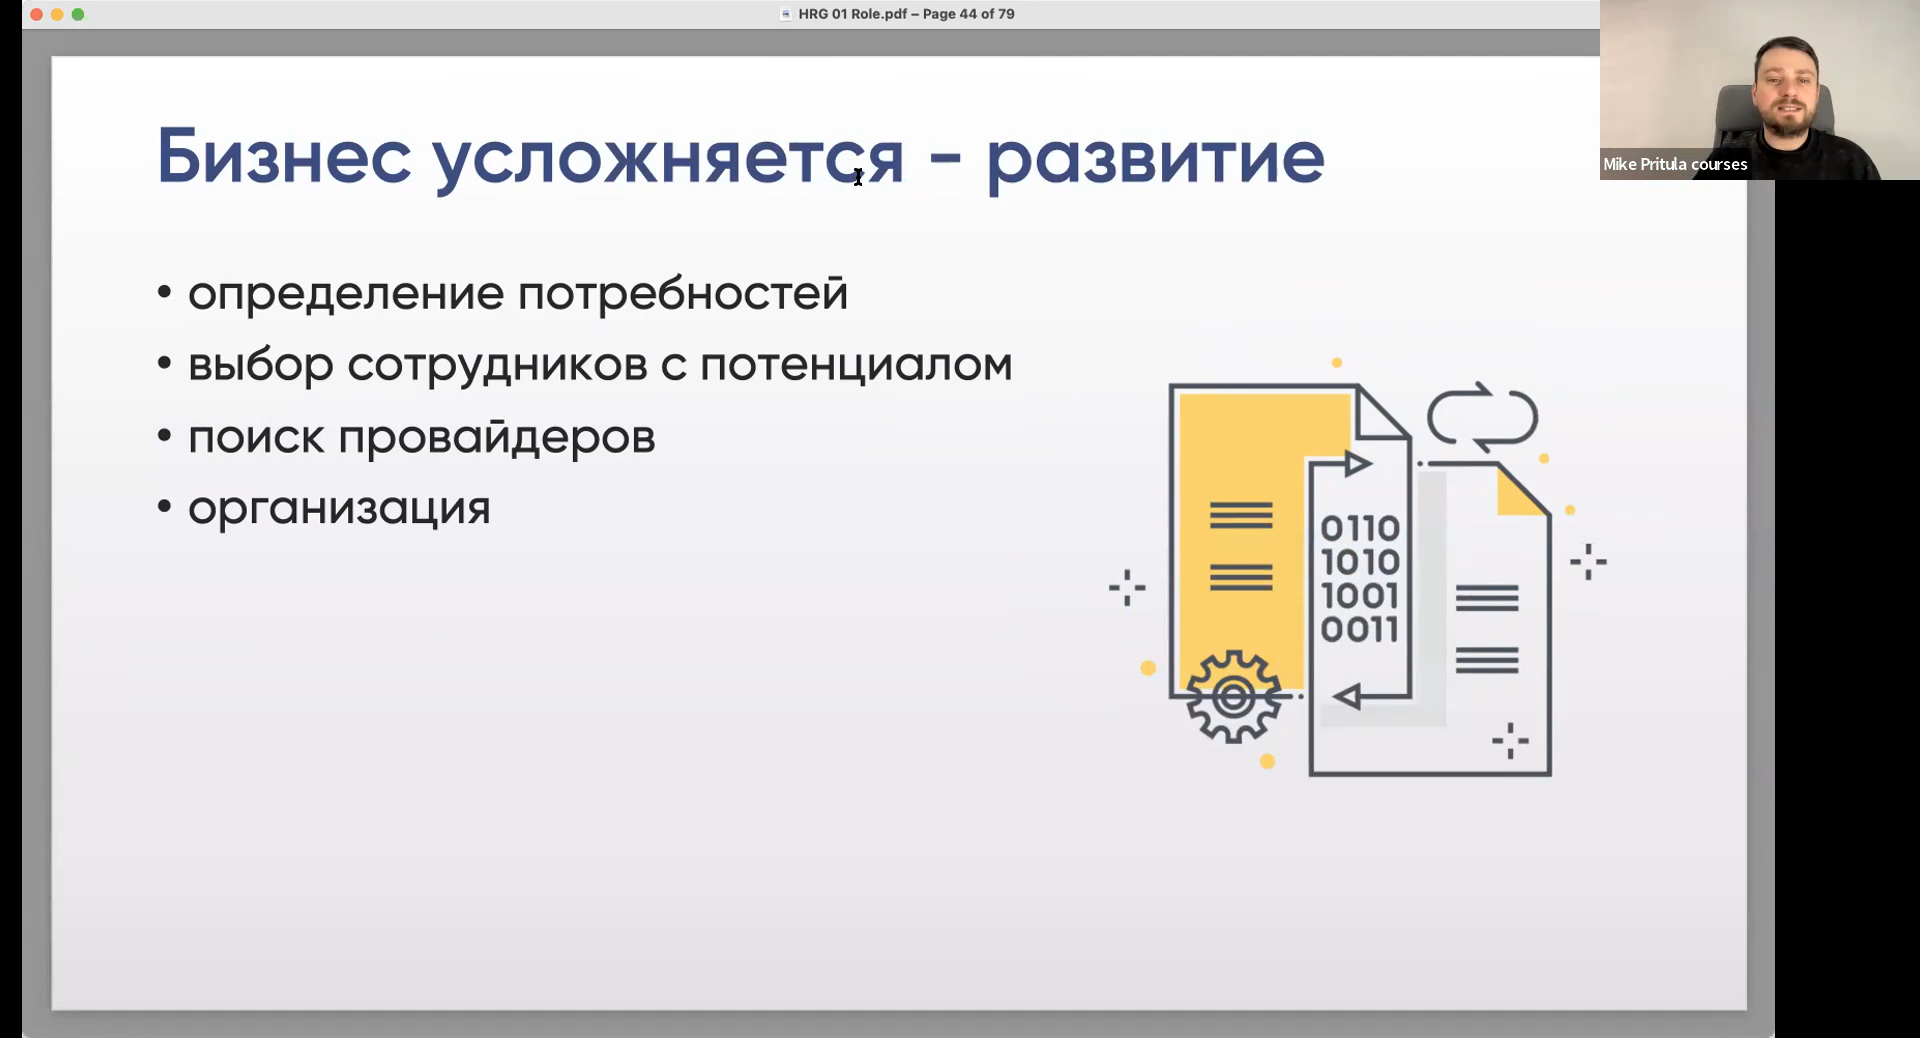 HRG 01 Role.pdf – Page 44 of 79
Mike Pritula courses
Бизнес усложняется - развитие
• определение потребностей
• выбор сотрудников с потенциалом
• поиск провайдеров
• организация
0110
1010
1001
0011